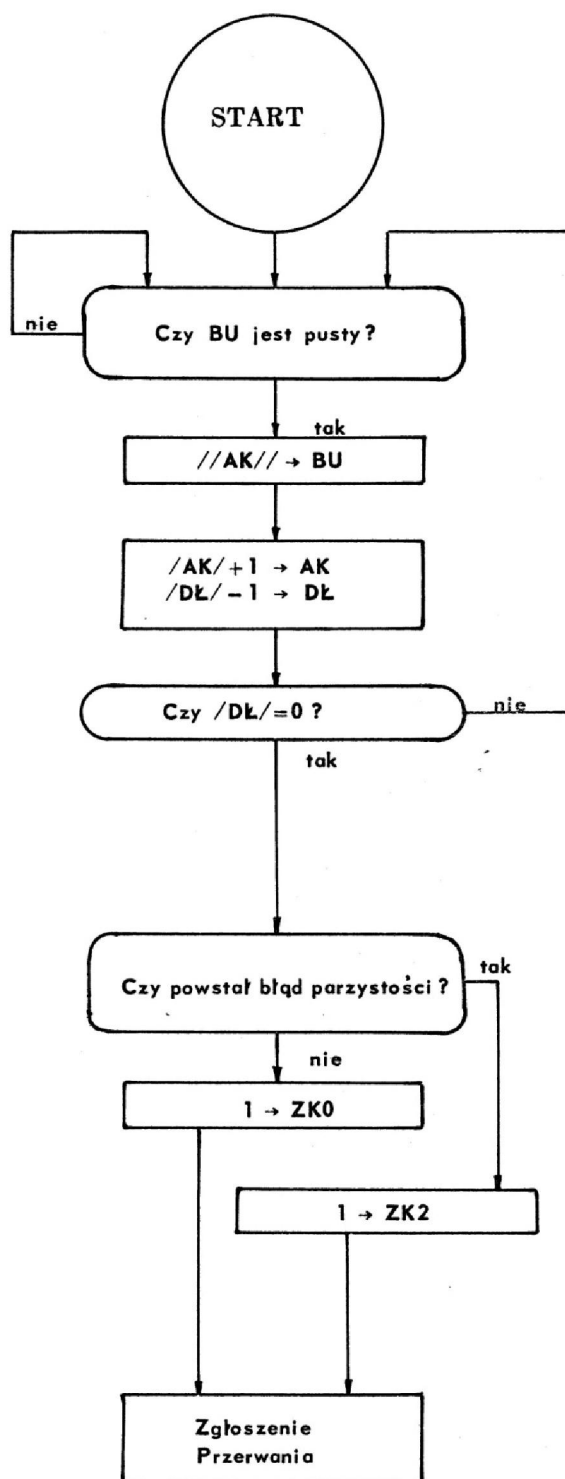 START
nie
Czy BU jest pusty?
tak
//AK// → BU
/AK/+1 → AK
/DŁ/−1 → DŁ
Czy /DŁ/=0?
nie
tak
Czy powstał błąd parzystości?
tak
nie
1 → ZK0
1 → ZK2
Zgłoszenie
Przerwania